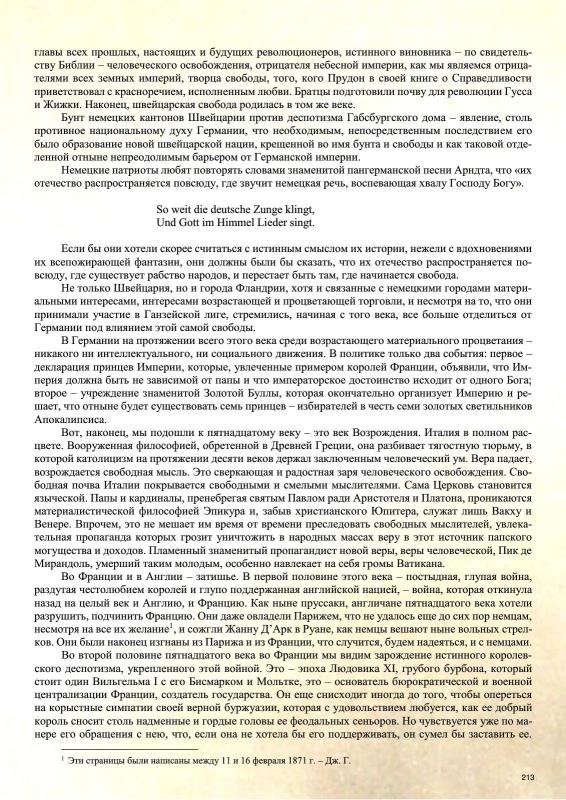 главы всех прошлых, настоящих и будущих революционеров, истинного виновника – по свидетель-
ству Библии – человеческого освобождения, отрицателя небесной империи, как мы являемся отрица-
телями всех земных империй, творца свободы, того, кого Прудон в своей книге о Справедливости
приветствовал с красноречием, исполненным любви. Братцы подготовили почву для революции Гусса
и Жижки. Наконец, швейцарская свобода родилась в том же веке.
Бунт немецких кантонов Швейцарии против деспотизма Габсбургского дома – явление, столь
противное национальному духу Германии, что необходимым, непосредственным последствием его
было образование новой швейцарской нации, крещенной во имя бунта и свободы и как таковой отде-
ленной отныне непреодолимым барьером от Германской империи.
Немецкие патриоты любят повторять словами знаменитой пангерманской песни Арндта, что «их
отечество распространяется повсюду, где звучит немецкая речь, воспевающая хвалу Господу Богу».
So weit die deutsche Zunge klingt,
Und Gott im Himmel Lieder singt.
Если бы они хотели скорее считаться с истинным смыслом их истории, нежели с вдохновениями
их всепожирающей фантазии, они должны были бы сказать, что их отечество распространяется по-
всюду, где существует рабство народов, и перестает быть там, где начинается свобода.
Не только Швейцария, но и города Фландрии, хотя и связанные с немецкими городами матери-
альными интересами, интересами возрастающей и процветающей торговли, и несмотря на то, что они
принимали участие в Ганзейской лиге, стремились, начиная с того века, все больше отделиться от
Германии под влиянием этой самой свободы.
В Германии на протяжении всего этого века среди возрастающего материального процветания –
никакого ни интеллектуального, ни социального движения. В политике только два события: первое –
декларация принцев Империи, которые, увлеченные примером королей Франции, объявили, что Им-
перия должна быть не зависимой от папы и что императорское достоинство исходит от одного Бога;
второе – учреждение знаменитой Золотой Буллы, которая окончательно организует Империю и ре-
шает, что отныне будет существовать семь принцев – избирателей в честь семи золотых светильников
Апокалипсиса.
Вот, наконец, мы подошли к пятнадцатому веку – это век Возрождения. Италия в полном рас-
цвете. Вооруженная философией, обретенной в Древней Греции, она разбивает тягостную тюрьму, в
которой католицизм на протяжении десяти веков держал заключенным человеческий ум. Вера падает,
возрождается свободная мысль. Это сверкающая и радостная заря человеческого освобождения. Сво-
бодная почва Италии покрывается свободными и смелыми мыслителями. Сама Церковь становится
языческой. Папы и кардиналы, пренебрегая святым Павлом ради Аристотеля и Платона, проникаются
материалистической философией Эпикура и, забыв христианского Юпитера, служат лишь Вакху и
Венере. Впрочем, это не мешает им время от времени преследовать свободных мыслителей, увлека-
тельная пропаганда которых грозит уничтожить в народных массах веру в этот источник папского
могущества и доходов. Пламенный знаменитый пропагандист новой веры, веры человеческой, Пик де
Мирандоль, умерший таким молодым, особенно навлекает на себя громы Ватикана.
Во Франции и в Англии – затишье. В первой половине этого века – постыдная, глупая война,
раздутая честолюбием королей и глупо поддержанная английской нацией, – война, которая откинула
назад на целый век и Англию, и Францию. Как ныне пруссаки, англичане пятнадцатого века хотели
разрушить, подчинить Францию. Они даже овладели Парижем, что не удалось еще до сих пор немцам,
несмотря на все их желание¹, и сожгли Жанну Д’Арк в Руане, как немцы вешают ныне вольных стрел-
ков. Они были наконец изгнаны из Парижа и из Франции, что случится, будем надеяться, и с немцами.
Во второй половине пятнадцатого века во Франции мы видим зарождение истинного королев-
ского деспотизма, укрепленного этой войной. Это – эпоха Людовика XI, грубого бурбона, который
стоит один Вильгельма I с его Бисмарком и Мольтке, это – основатель бюрократической и военной
централизации Франции, создатель государства. Он еще снисходит иногда до того, чтобы опереться
на корыстные симпатии своей верной буржуазии, которая с удовольствием любуется, как ее добрый
король сносит столь надменные и гордые головы ее феодальных сеньоров. Но чувствуется уже по ма-
нере его обращения с нею, что, если она не хотела бы его поддерживать, он сумел бы заставить ее.
¹ Эти страницы были написаны между 11 и 16 февраля 1871 г. – Дж. Г.
213